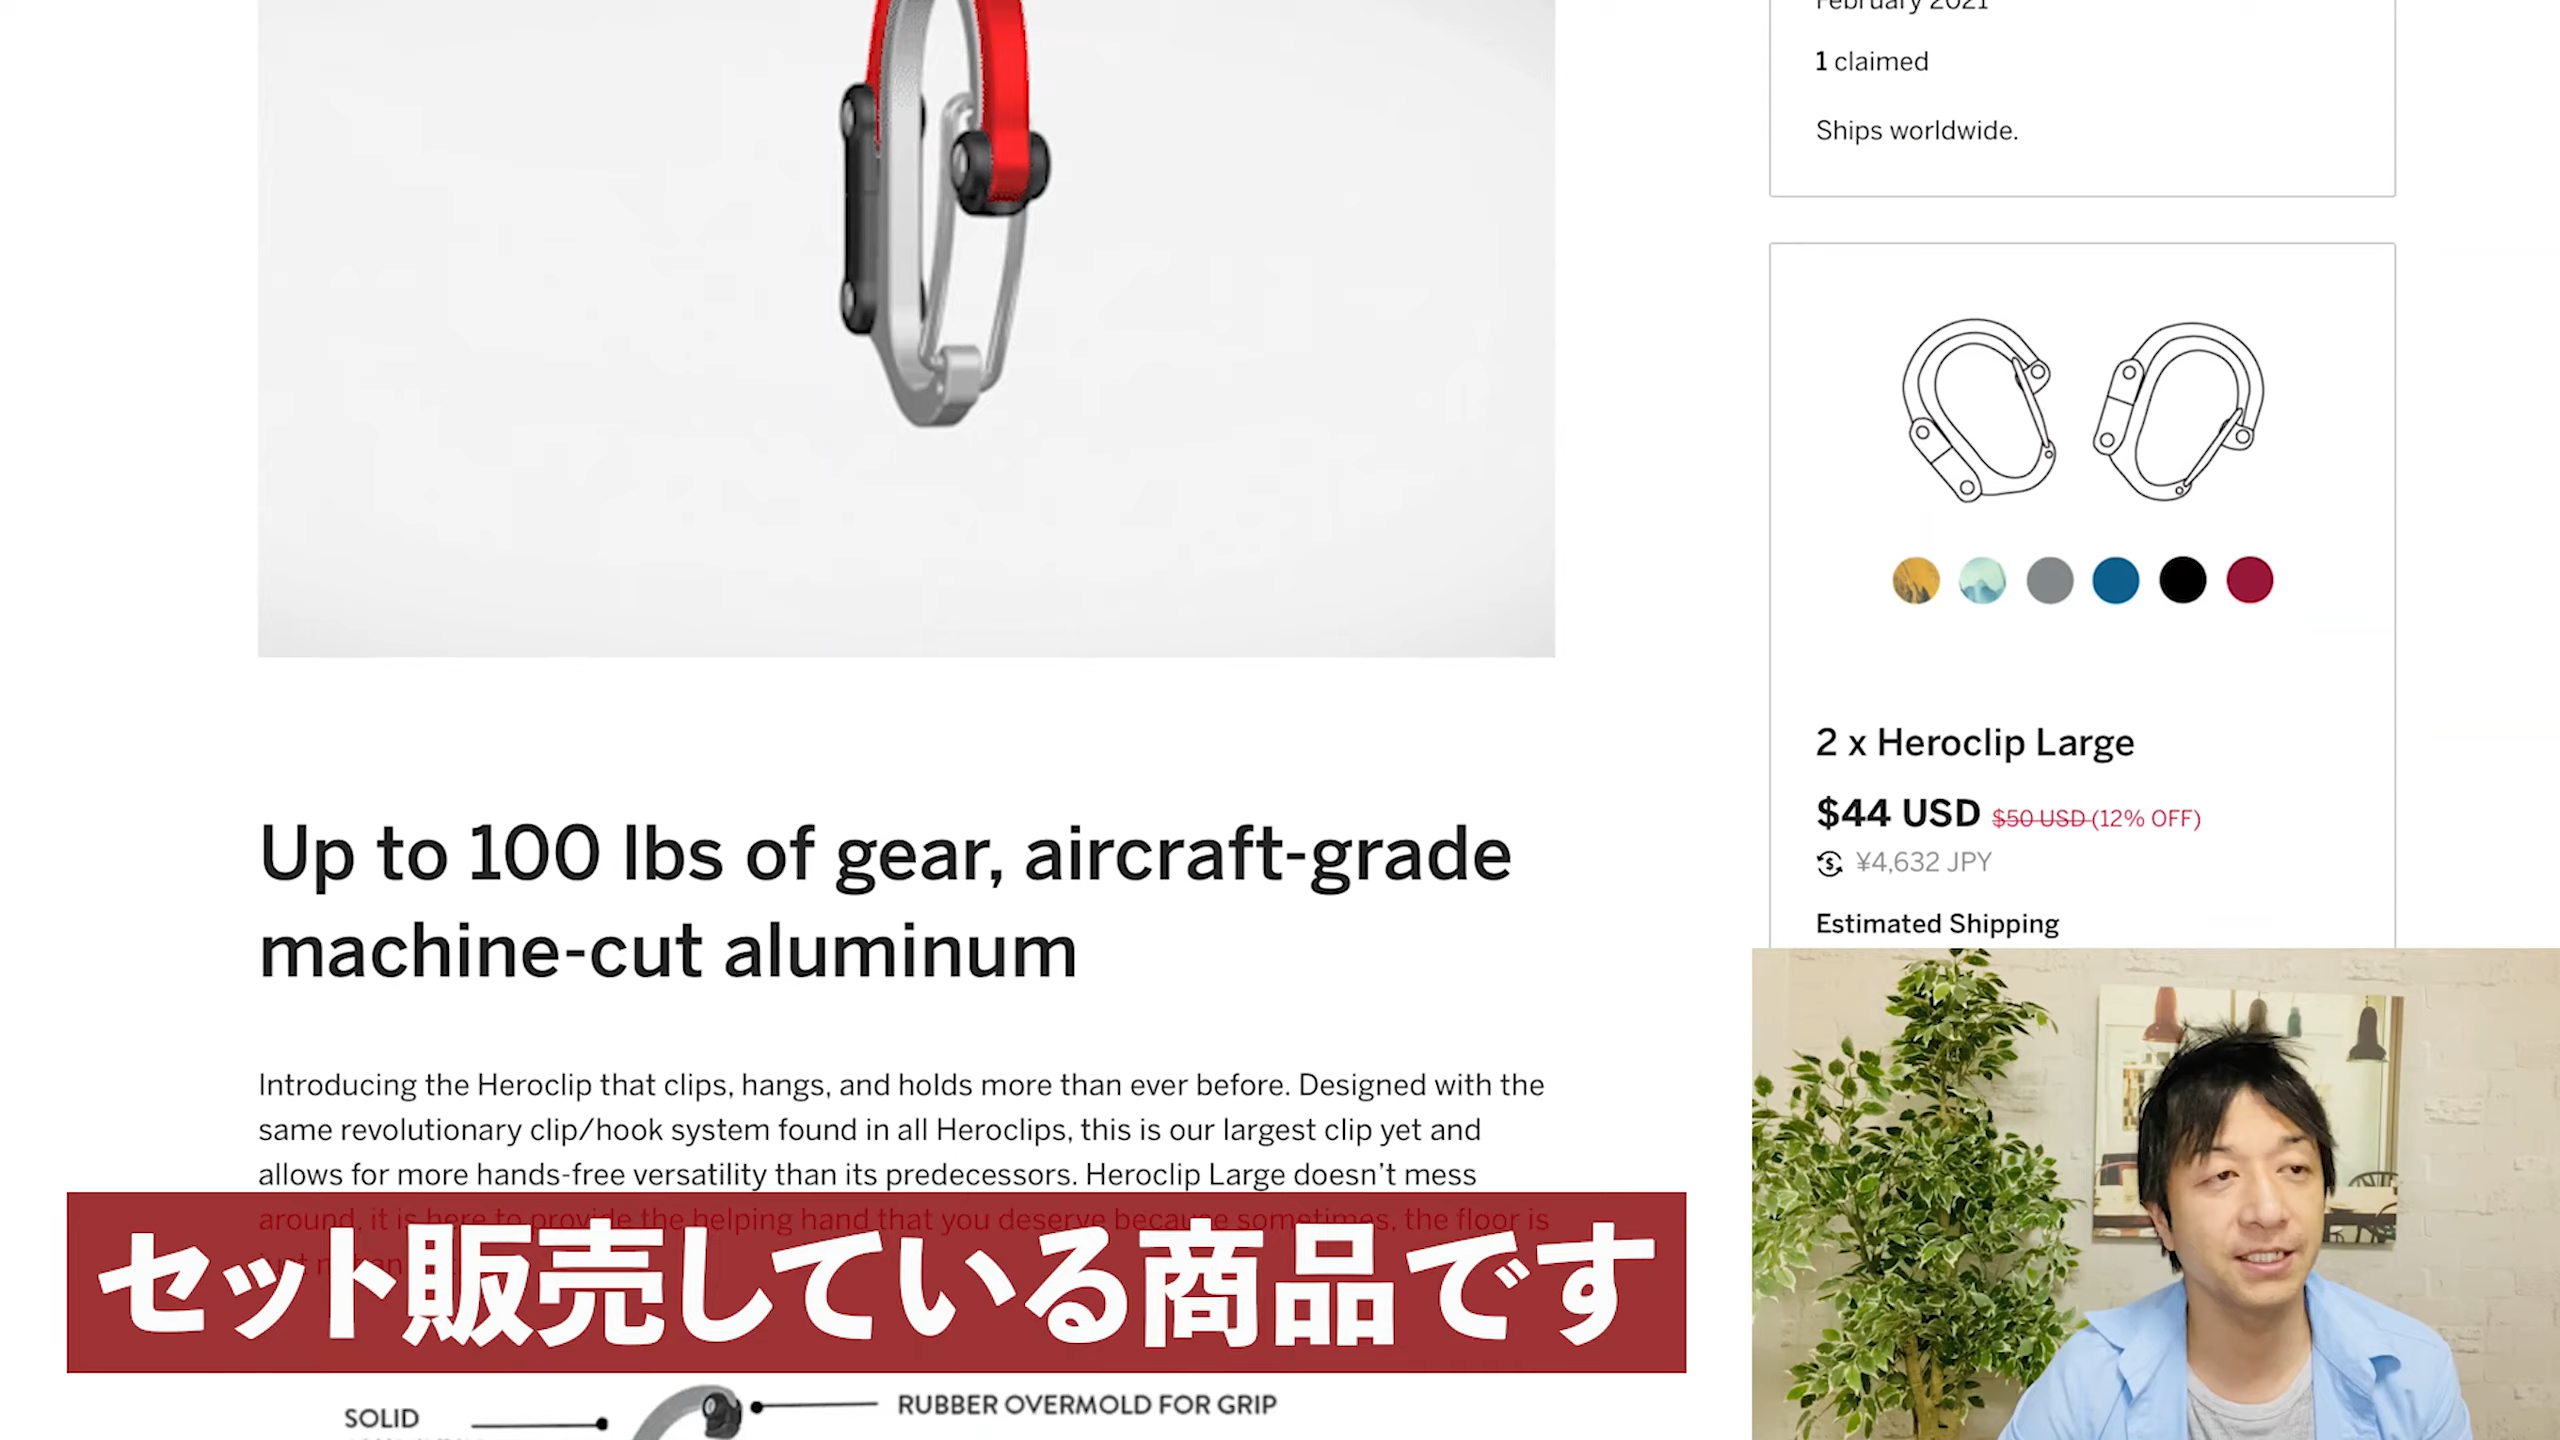 February 2021
1 claimed
Ships worldwide.
2 x Heroclip Large
$44 USD $50 USD (12% OFF)
¥4,632 JPY
Estimated Shipping
Up to 100 lbs of gear, aircraft-grade
machine-cut aluminum
Introducing the Heroclip that clips, hangs, and holds more than ever before. Designed with the
same revolutionary clip/hook system found in all Heroclips, this is our largest clip yet and
allows for more hands-free versatility than its predecessors. Heroclip Large doesn't mess
around, it is here to provide the helping hand that you deserve because sometimes, the floor is
セット販売している商品です
SOLID
RUBBER OVERMOLD FOR GRIP